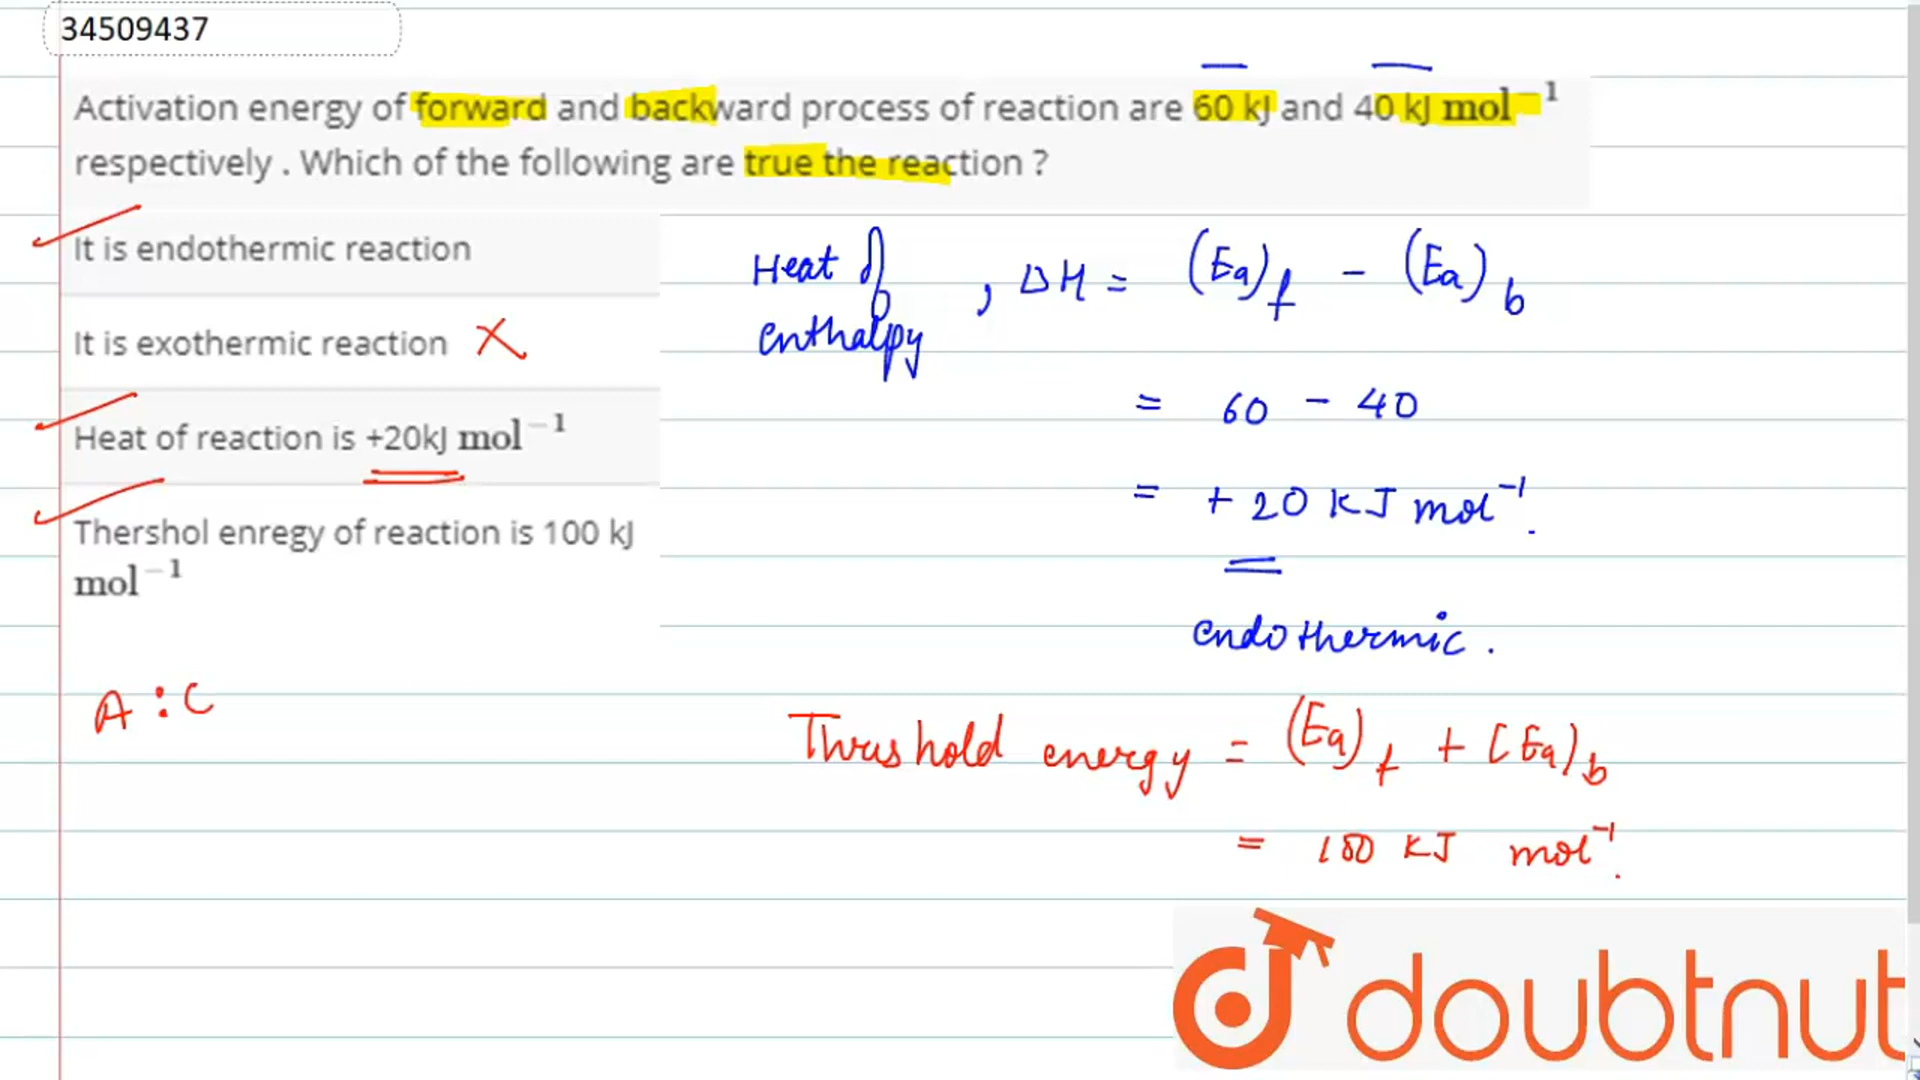 34509437
Activation energy of forward and backward process of reaction are 60 kJ and 40 kJ mol⁻¹
respectively . Which of the following are true the reaction ?
It is endothermic reaction
It is exothermic reaction X
Heat of reaction is +20kJ mol⁻¹
Thershol enregy of reaction is 100 kJ
mol⁻¹
A : C
Heat of
enthalpy , ΔH = (Ea)f - (Ea)b
= 60 - 40
= + 20 KJ mol⁻¹.
endothermic.
Threshold energy = (Ea)f + [Ea)b
= 100 KJ mol⁻¹.
doubtnut